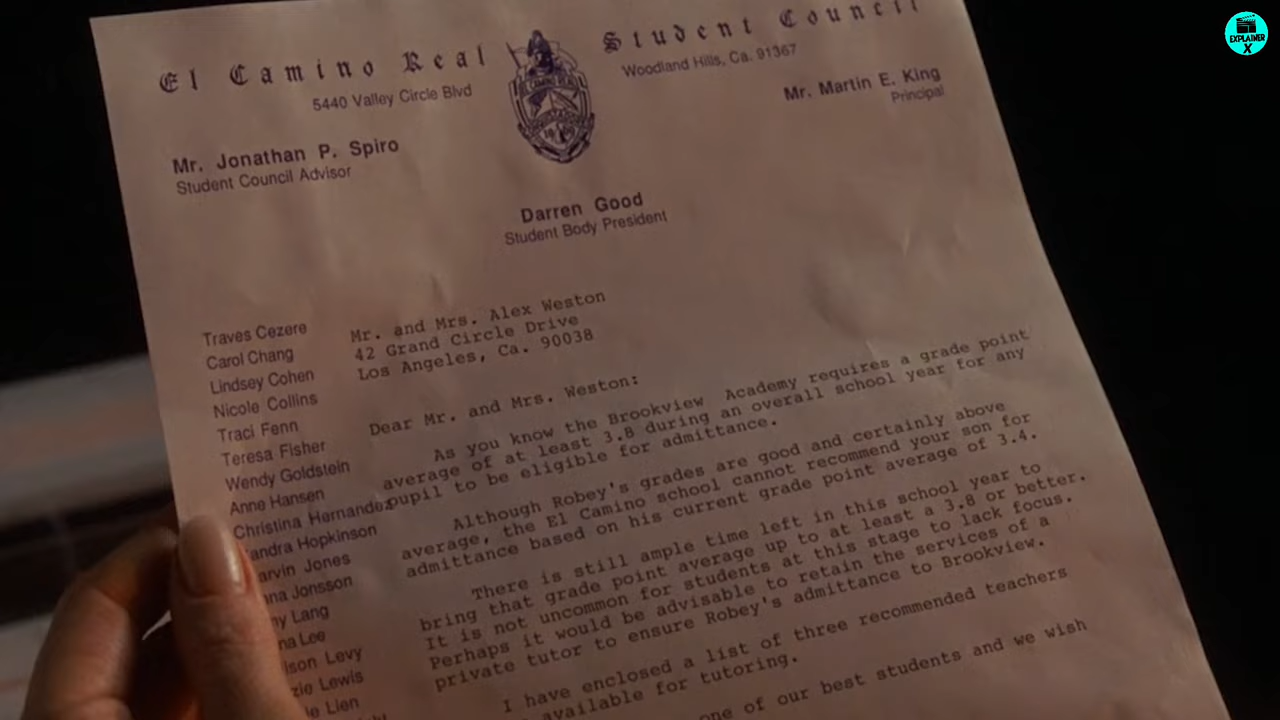 El Camino Real Student Council
5440 Valley Circle Blvd
Woodland Hills, Ca. 91367
Mr. Martin E. King
Principal
Mr. Jonathan P. Spiro
Student Council Advisor
Darren Good
Student Body President
Traves Cezere
Carol Chang
Lindsey Cohen
Nicole Collins
Traci Fenn
Teresa Fisher
Wendy Goldstein
Anne Hansen
Christina Hernandez
andra Hopkinson
arvin Jones
na Jonsson
y Lang
na Lee
lson Levy
zie Lewis
le Lien
Mr. and Mrs. Alex Weston
42 Grand Circle Drive
Los Angeles, Ca. 90038
Dear Mr. and Mrs. Weston:
As you know the Brookview Academy requires a grade point
average of at least 3.8 during an overall school year for any
pupil to be eligible for admittance.
Although Robey's grades are good and certainly above
average, the El Camino school cannot recommend your son for
admittance based on his current grade point average of 3.4.
There is still ample time left in this school year to
bring that grade point average up to at least a 3.8 or better.
It is not uncommon for students at this stage to lack focus.
Perhaps it would be advisable to retain the services of a
private tutor to ensure Robey's admittance to Brookview.
I have enclosed a list of three recommended teachers
available for tutoring.
one of our best students and we wish
EXPLAINER
X